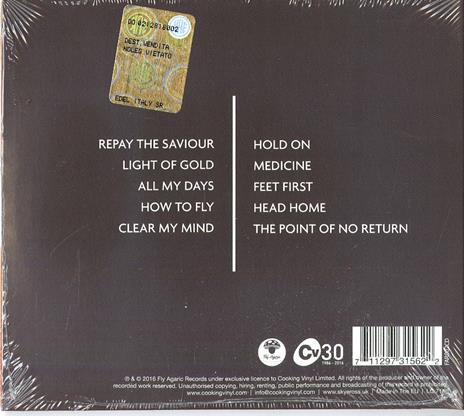 DO 0202818002
DEST.VENDITA
NOLEG.VIETATO
EDEL ITALY SR
REPAY THE SAVIOUR
LIGHT OF GOLD
ALL MY DAYS
HOW TO FLY
CLEAR MY MIND
HOLD ON
MEDICINE
FEET FIRST
HEAD HOME
THE POINT OF NO RETURN
Fly Agaric
CV30
1986 - 2016
7 11297 31562 2
℗ & © 2016 Fly Agaric Records under exclusive licence to Cooking Vinyl Limited. All rights of the producer and owner of the
recorded work reserved. Unauthorised copying, hiring, renting, public performance and broadcasting of this record is prohibited.
www.cookingvinyl.com | info@cookingvinyl.com | www.skyeross.uk | Made in The EU